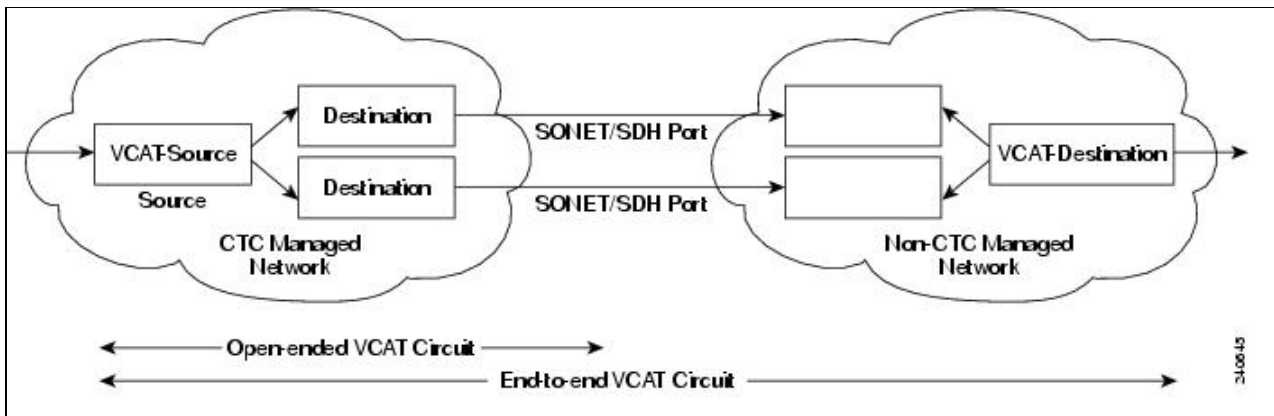 Destination
SONET/SDH Port
VCAT-Source
VCAT-Destination
Source
Destination
SONET/SDH Port
CTC Managed
Network
Non-CTC Managed
Network
Open-ended VCAT Circuit
End-to-end VCAT Circuit
240645